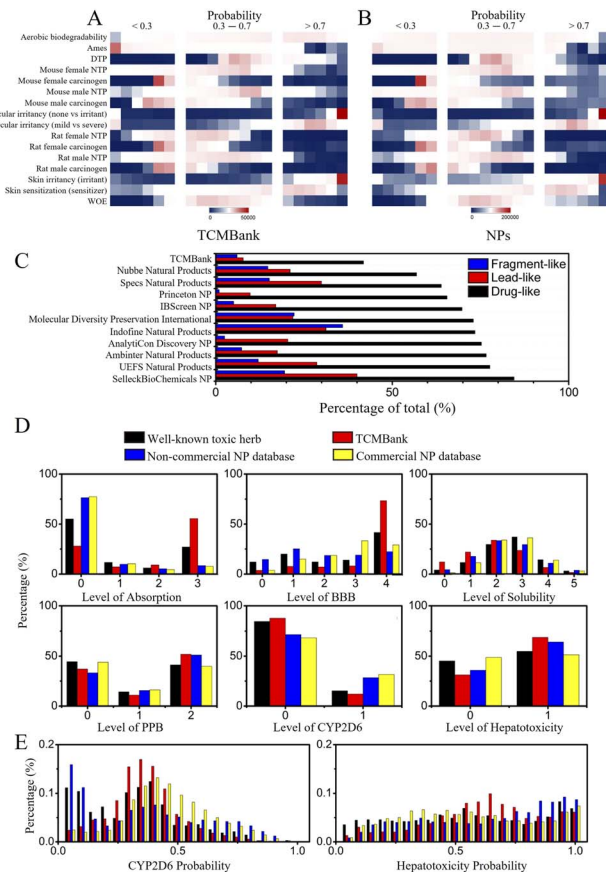 A
Probability
< 0.3
0.3 — 0.7
> 0.7
B
Probability
< 0.3
0.3 — 0.7
> 0.7
Aerobic biodegradability
Ames
DTP
Mouse female NTP
Mouse female carcinogen
Mouse male NTP
Mouse male carcinogen
cular irritancy (none vs irritant)
cular irritancy (mild vs severe)
Rat female NTP
Rat female carcinogen
Rat male NTP
Rat male carcinogen
Skin irritancy (irritant)
Skin sensitization (sensitizer)
WOE
0 50000
TCMBank
0 200000
NPs
C
TCMBank
Nubbe Natural Products
Specs Natural Products
Princeton NP
IBScreen NP
Molecular Diversity Preservation International
Indofine Natural Products
AnalytiCon Discovery NP
Ambinter Natural Products
UEFS Natural Products
SelleckBioChemicals NP
Fragment-like
Lead-like
Drug-like
0 50 100
Percentage of total (%)
D
Well-known toxic herb
TCMBank
Non-commercial NP database
Commercial NP database
Percentage (%)
100
50
0
0 1 2 3
Level of Absorption
100
50
0
0 1 2 3 4
Level of BBB
100
50
0
0 1 2 3 4 5
Level of Solubility
100
50
0
0 1 2
Level of PPB
100
50
0
0 1
Level of CYP2D6
100
50
0
0 1
Level of Hepatotoxicity
E
Percentage (%)
0.2
0.1
0.0
0.0 0.5 1.0
CYP2D6 Probability
0.2
0.1
0.0
0.0 0.5 1.0
Hepatotoxicity Probability